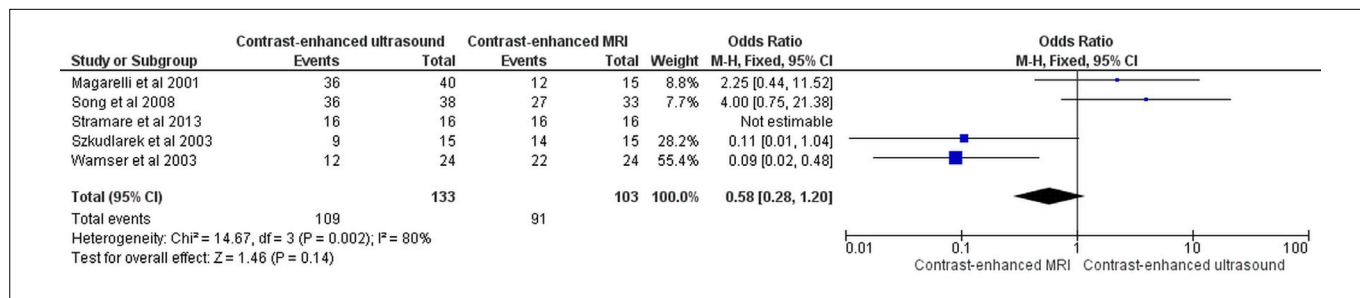 Contrast-enhanced ultrasound Contrast-enhanced MRI Odds Ratio Odds Ratio
Study or Subgroup Events Total Events Total Weight M-H, Fixed, 95% CI M-H, Fixed, 95% CI
Magarelli et al 2001 36 40 12 15 8.8% 2.25 [0.44, 11.52]
Song et al 2008 36 38 27 33 7.7% 4.00 [0.75, 21.38]
Stramare et al 2013 16 16 16 16 Not estimable
Szkudlarek et al 2003 9 15 14 15 28.2% 0.11 [0.01, 1.04]
Wamser et al 2003 12 24 22 24 55.4% 0.09 [0.02, 0.48]
Total (95% CI) 133 103 100.0% 0.58 [0.28, 1.20]
Total events 109 91
Heterogeneity: Chi² = 14.67, df = 3 (P = 0.002); I² = 80%
Test for overall effect: Z = 1.46 (P = 0.14)
0.01 0.1 1 10 100
Contrast-enhanced MRI Contrast-enhanced ultrasound